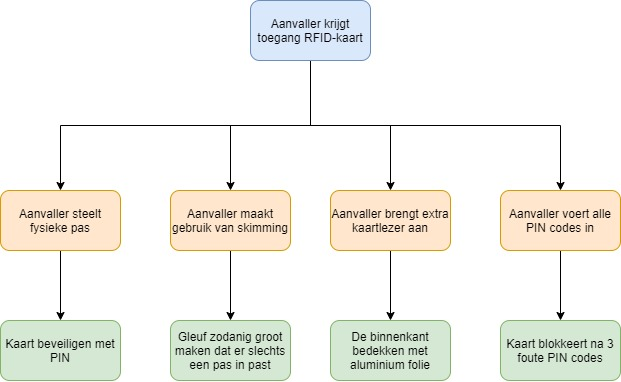 Aanvaller krijgt
toegang RFID-kaart
Aanvaller steelt
fysieke pas
Aanvaller maakt
gebruik van skimming
Aanvaller brengt extra
kaartlezer aan
Aanvaller voert alle
PIN codes in
Kaart beveiligen met
PIN
Gleuf zodanig groot
maken dat er slechts
een pas in past
De binnenkant
bedekken met
aluminium folie
Kaart blokkeert na 3
foute PIN codes